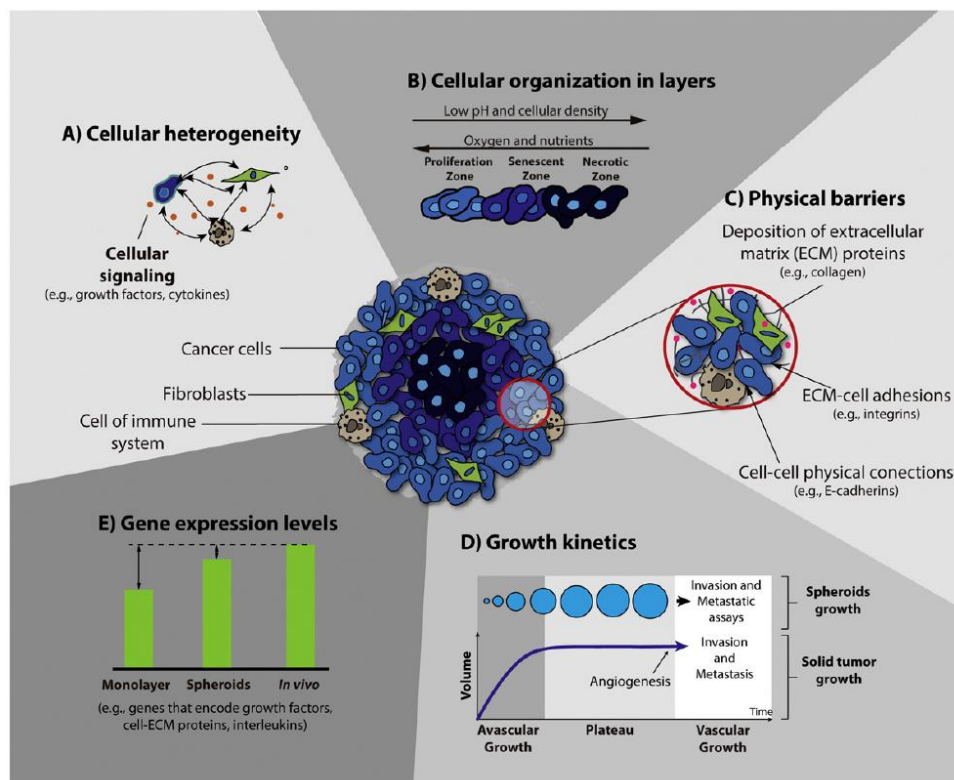 B) Cellular organization in layers
Low pH and cellular density
Oxygen and nutrients
Proliferation Zone
Senescent Zone
Necrotic Zone
A) Cellular heterogeneity
Cellular
signaling
(e.g., growth factors, cytokines)
C) Physical barriers
Deposition of extracellular
matrix (ECM) proteins
(e.g., collagen)
ECM-cell adhesions
(e.g., integrins)
Cell-cell physical conections
(e.g., E-cadherins)
Cancer cells
Fibroblasts
Cell of immune
system
E) Gene expression levels
Monolayer Spheroids In vivo
(e.g., genes that encode growth factors,
cell-ECM proteins, interleukins)
D) Growth kinetics
Invasion and
Metastatic
assays
Spheroids
growth
Volume
Angiogenesis
Invasion
and
Metastasis
Solid tumor
growth
Time
Avascular
Growth
Plateau
Vascular
Growth